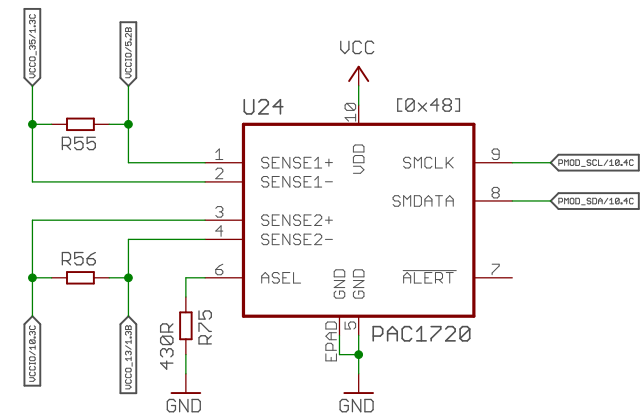 VCCO_35/1.3C
VCCIO/5.2B
VCC
U24
[0x48]
10
R55
1
SENSE1+
VDD
SMCLK
9
PMOD_SCL/10.4C
2
SENSE1-
SMDATA
8
PMOD_SDA/10.4C
3
SENSE2+
4
SENSE2-
R56
6
ASEL
GND
GND
ALERT
7
VCCIO/10.3C
VCCO_13/1.3B
430R
R75
EPAD
5
PAC1720
GND
GND